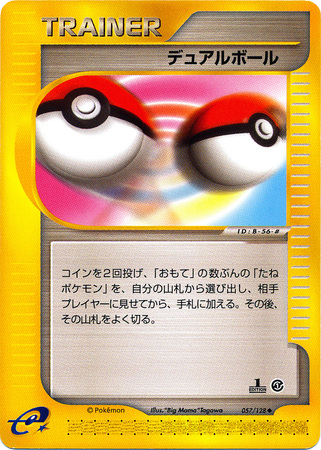 TRAINER
デュアルボール
ID: B-56-#
コインを2回投げ、「おもて」の数ぶんの「たね
ポケモン」を、自分の山札から選び出し、相手
プレイヤーに見せてから、手札に加える。その後、
自分の山札をよく切る。
1
EDITION
e
© Pokémon
Illus. "Big Mama" Tagawa
057/128 ◆